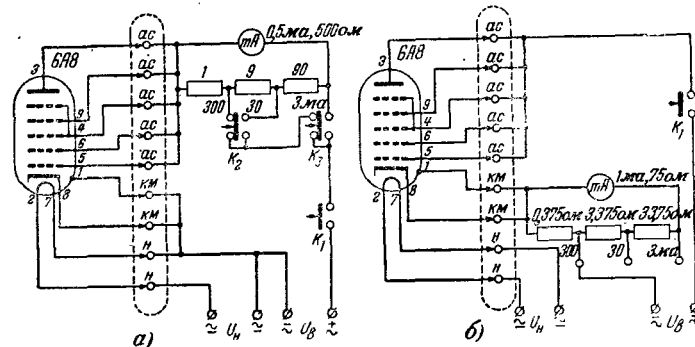 6А8
3
9
4
6
5
1
2 7 8
ас
ас
ас
ас
ас
км
км
н
н
mA 0,5ма,500ом
1 9 90
300 30 3ма
К₂ К₃
К₁
≂ Uн ≂ ≂ Uв ≂
а)
6А8
3
9
4
6
5
1
2 7 8
ас
ас
ас
ас
ас
км
км
н
н
К₁
mA 1ма,75ом
0,375ом 3,375ом 33,75ом
300 30 3ма
≂ Uн ≂ ≂ Uв ≂
б)